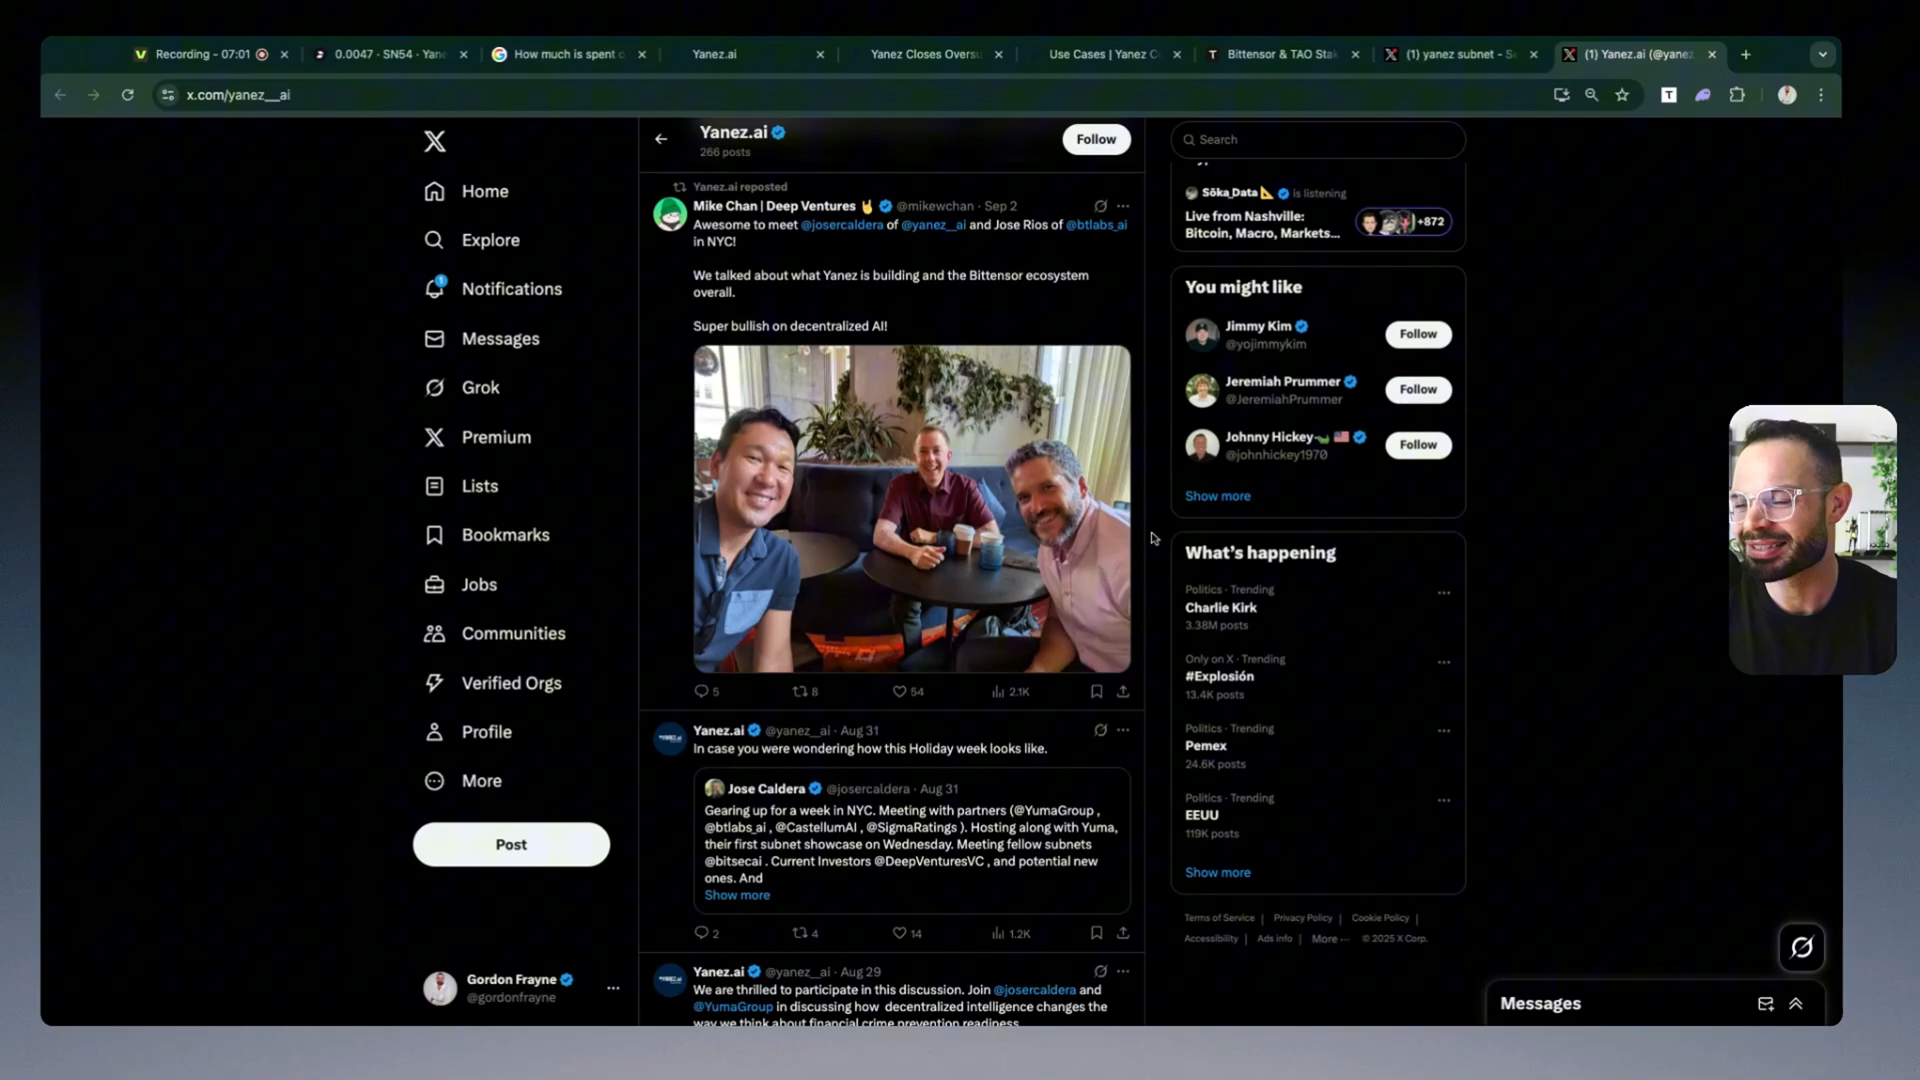 Recording - 07:01
0.0047 · SN54 · Yan
How much is spent o
Yanez.ai
Yanez Closes Oversu
Use Cases | Yanez C
Bittensor & TAO Sta
(1) yanez subnet - Se
(1) Yanez.ai (@yanez
x.com/yanez__ai
Home
Explore
1
Notifications
Messages
Grok
Premium
Lists
Bookmarks
Jobs
Communities
Verified Orgs
Profile
More
Post
Gordon Frayne
@gordonfrayne
Yanez.ai
266 posts
Follow
Yanez.ai reposted
Mike Chan | Deep Ventures 🤘 @mikewchan · Sep 2
Awesome to meet @josercaldera of @yanez__ai and Jose Rios of @btlabs_ai
in NYC!
We talked about what Yanez is building and the Bittensor ecosystem
overall.
Super bullish on decentralized AI!
5 8 54 2.1K
Yanez.ai @yanez__ai · Aug 31
In case you were wondering how this Holiday week looks like.
Jose Caldera @josercaldera · Aug 31
Gearing up for a week in NYC. Meeting with partners (@YumaGroup ,
@btlabs_ai , @CastellumAI , @SigmaRatings ). Hosting along with Yuma,
their first subnet showcase on Wednesday. Meeting fellow subnets
@bitsecai . Current Investors @DeepVenturesVC , and potential new
ones. And
Show more
2 4 14 1.2K
Yanez.ai @yanez__ai · Aug 29
We are thrilled to participate in this discussion. Join @josercaldera and
@YumaGroup in discussing how decentralized intelligence changes the
way we think about financial crime prevention readiness
Search
Sōka_Data 📐 is listening
Live from Nashville:
Bitcoin, Macro, Markets...
+872
You might like
Jimmy Kim
@yojimmykim
Follow
Jeremiah Prummer
@JeremiahPrummer
Follow
Johnny Hickey
@johnhickey1970
Follow
Show more
What's happening
Politics · Trending
Charlie Kirk
3.38M posts
Only on X · Trending
#Explosión
13.4K posts
Politics · Trending
Pemex
24.6K posts
Politics · Trending
EEUU
119K posts
Show more
Terms of Service | Privacy Policy | Cookie Policy |
Accessibility | Ads info | More ··· © 2025 X Corp.
Messages